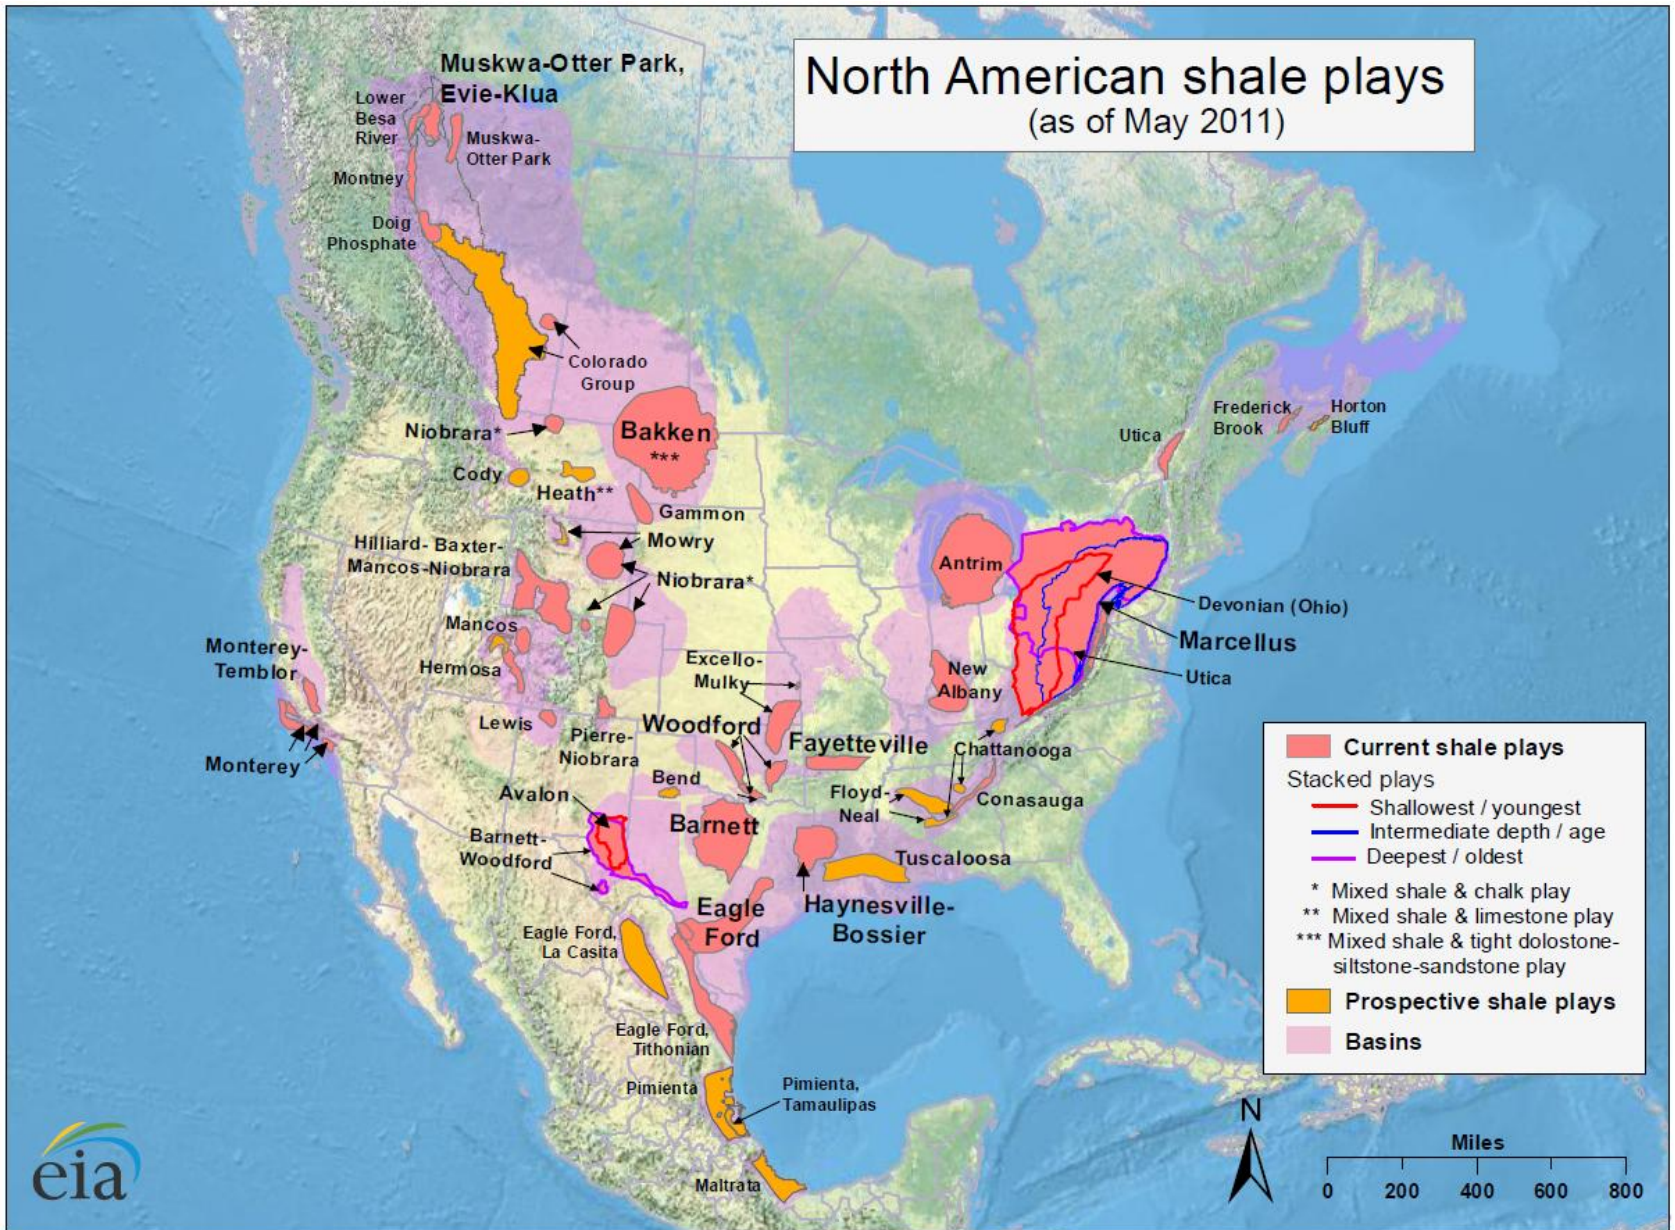 North American shale plays
(as of May 2011)
Muskwa-Otter Park,
Evie-Klua
Lower
Besa
River
Muskwa-
Otter Park
Montney
Doig
Phosphate
Colorado
Group
Niobrara*
Bakken
***
Cody
Heath**
Gammon
Mowry
Hilliard- Baxter-
Mancos-Niobrara
Niobrara*
Mancos
Hermosa
Monterey-
Temblor
Monterey
Lewis
Pierre-
Niobrara
Excello-
Mulky
Woodford
Fayetteville
Bend
Avalon
Barnett-
Woodford
Barnett
Antrim
New
Albany
Chattanooga
Floyd-
Neal
Conasauga
Tuscaloosa
Haynesville-
Bossier
Eagle
Ford
Eagle Ford,
La Casita
Eagle Ford,
Tithonian
Pimienta
Pimienta,
Tamaulipas
Maltrata
Utica
Frederick
Brook
Horton
Bluff
Devonian (Ohio)
Marcellus
Utica
Current shale plays
Stacked plays
Shallowest / youngest
Intermediate depth / age
Deepest / oldest
* Mixed shale & chalk play
** Mixed shale & limestone play
*** Mixed shale & tight dolostone-
siltstone-sandstone play
Prospective shale plays
Basins
N
Miles
0 200 400 600 800
eia